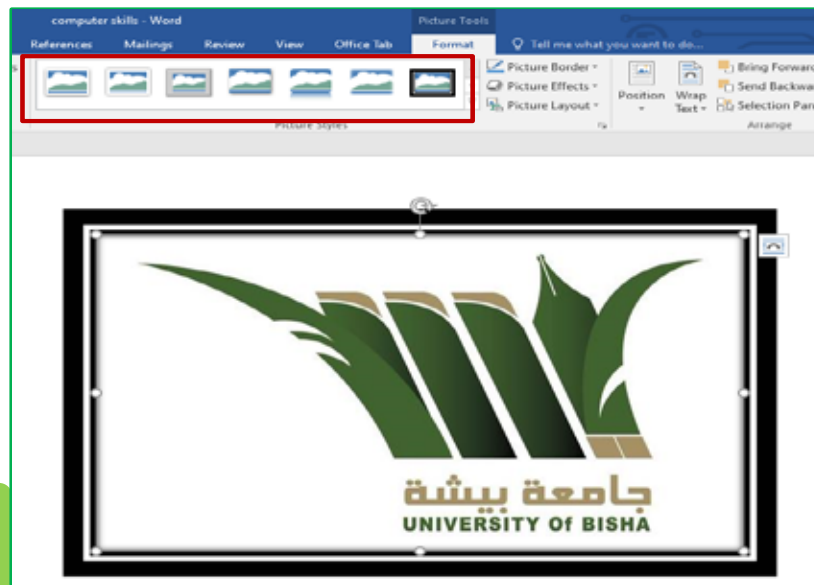 computer skills - Word
Picture Tools
References Mailings Review View Office Tab Format Tell me what you want to do...
Picture Border
Picture Effects
Picture Layout
Position
Wrap
Text
Bring Forward
Send Backwa
Selection Pan
Picture Styles
Arrange
جامعة بيشة
UNIVERSITY Of BISHA